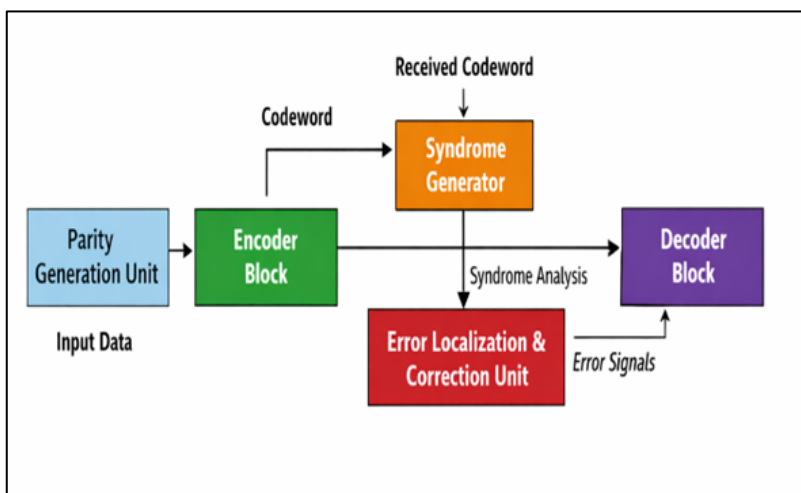 Received Codeword
Codeword
Syndrome
Generator
Parity
Generation Unit
Encoder
Block
Decoder
Block
Syndrome Analysis
Input Data
Error Localization &
Correction Unit
Error Signals